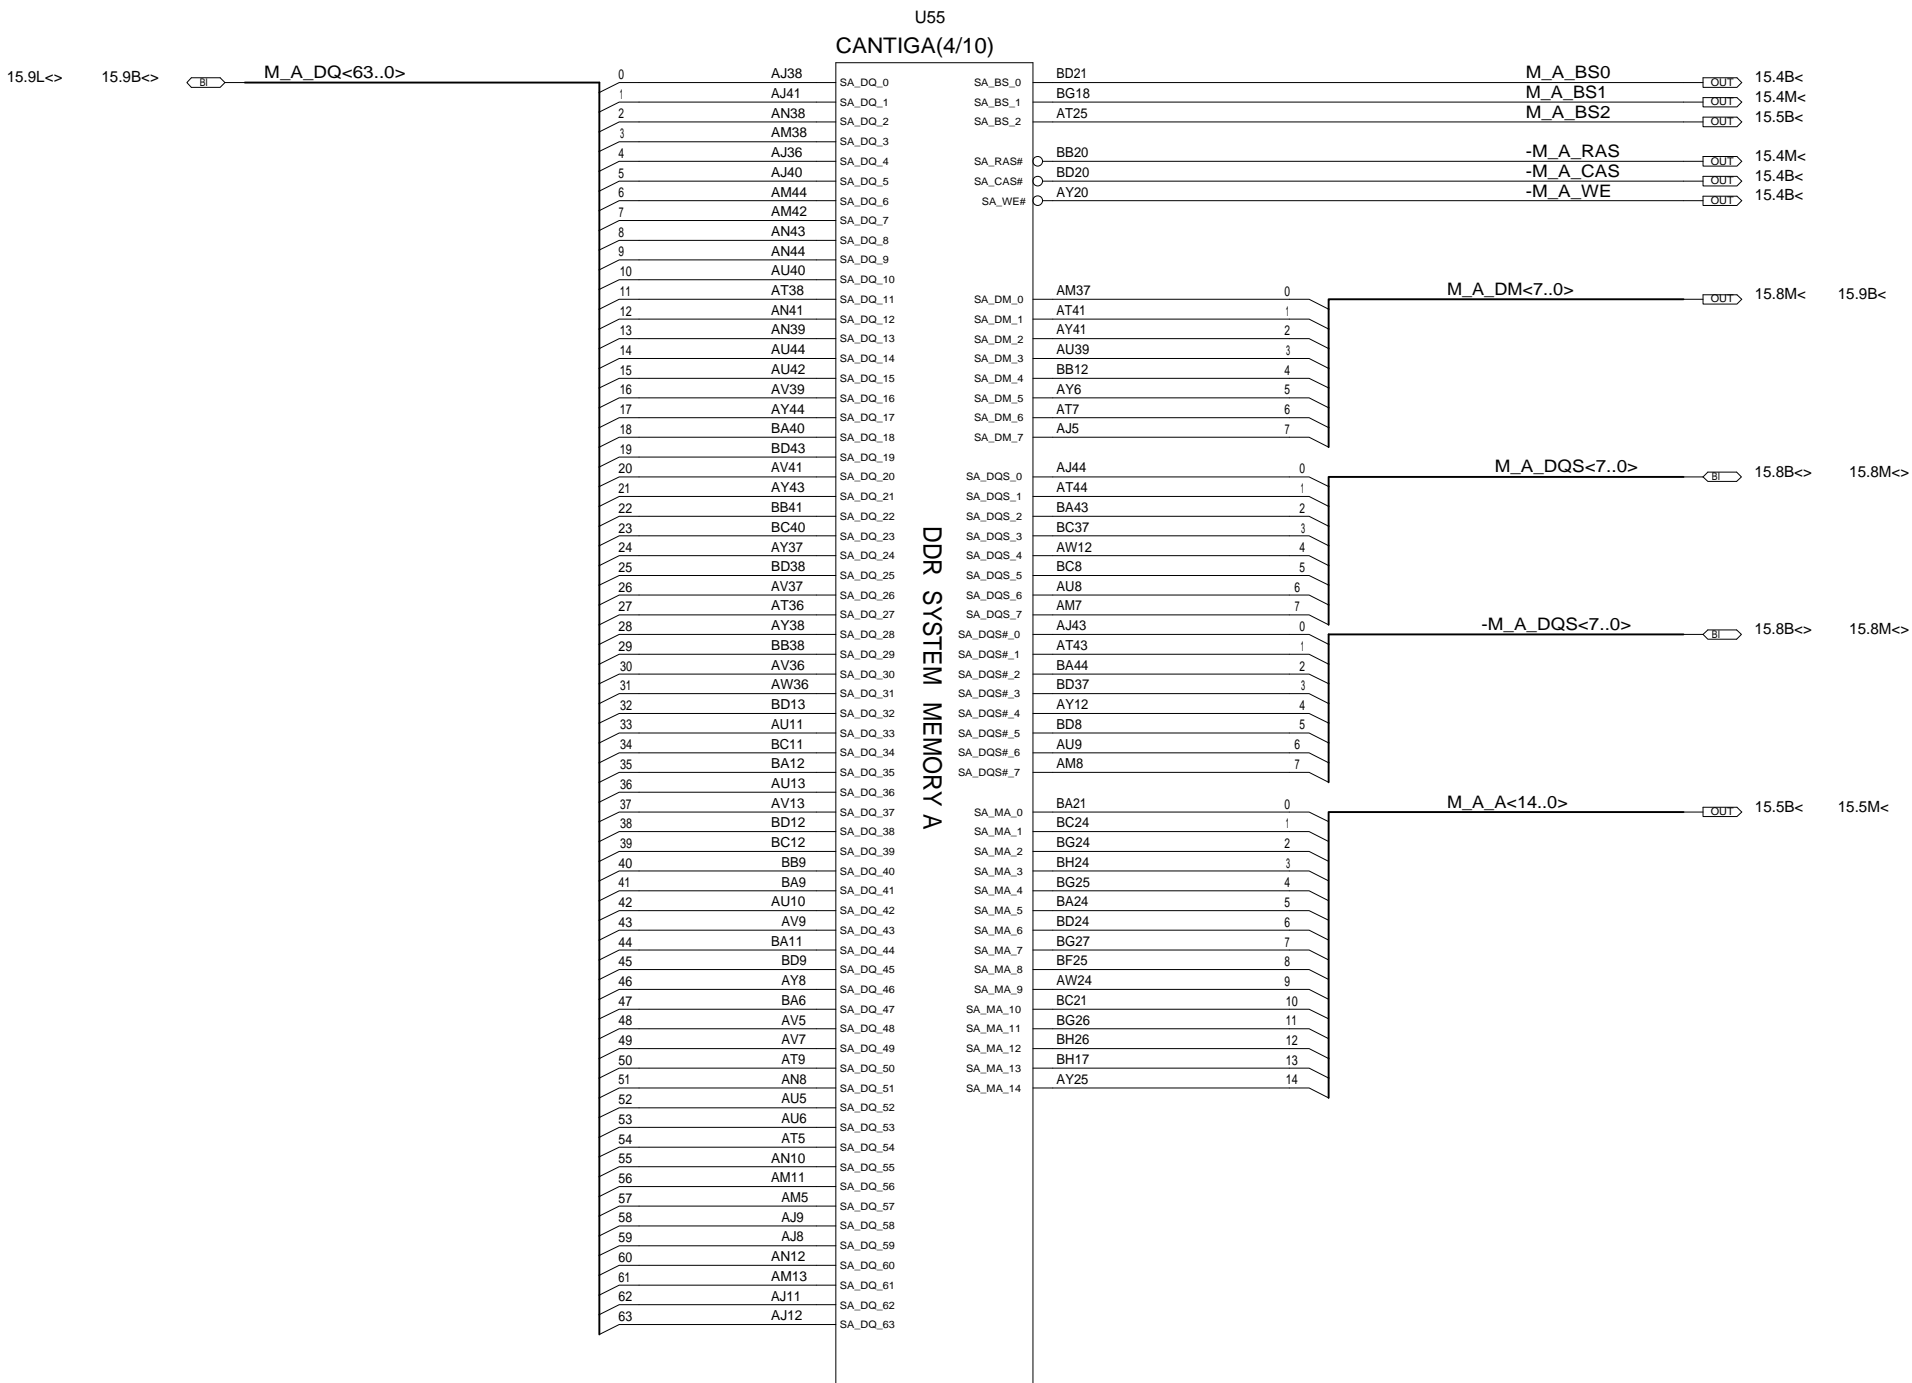 U55
CANTIGA(4/10)
15.9L<> 15.9B<> BI M_A_DQ<63..0>
0 AJ38 SA_DQ_0
1 AJ41 SA_DQ_1
2 AN38 SA_DQ_2
3 AM38 SA_DQ_3
4 AJ36 SA_DQ_4
5 AJ40 SA_DQ_5
6 AM44 SA_DQ_6
7 AM42 SA_DQ_7
8 AN43 SA_DQ_8
9 AN44 SA_DQ_9
10 AU40 SA_DQ_10
11 AT38 SA_DQ_11
12 AN41 SA_DQ_12
13 AN39 SA_DQ_13
14 AU44 SA_DQ_14
15 AU42 SA_DQ_15
16 AV39 SA_DQ_16
17 AY44 SA_DQ_17
18 BA40 SA_DQ_18
19 BD43 SA_DQ_19
20 AV41 SA_DQ_20
21 AY43 SA_DQ_21
22 BB41 SA_DQ_22
23 BC40 SA_DQ_23
24 AY37 SA_DQ_24
25 BD38 SA_DQ_25
26 AV37 SA_DQ_26
27 AT36 SA_DQ_27
28 AY38 SA_DQ_28
29 BB38 SA_DQ_29
30 AV36 SA_DQ_30
31 AW36 SA_DQ_31
32 BD13 SA_DQ_32
33 AU11 SA_DQ_33
34 BC11 SA_DQ_34
35 BA12 SA_DQ_35
36 AU13 SA_DQ_36
37 AV13 SA_DQ_37
38 BD12 SA_DQ_38
39 BC12 SA_DQ_39
40 BB9 SA_DQ_40
41 BA9 SA_DQ_41
42 AU10 SA_DQ_42
43 AV9 SA_DQ_43
44 BA11 SA_DQ_44
45 BD9 SA_DQ_45
46 AY8 SA_DQ_46
47 BA6 SA_DQ_47
48 AV5 SA_DQ_48
49 AV7 SA_DQ_49
50 AT9 SA_DQ_50
51 AN8 SA_DQ_51
52 AU5 SA_DQ_52
53 AU6 SA_DQ_53
54 AT5 SA_DQ_54
55 AN10 SA_DQ_55
56 AM11 SA_DQ_56
57 AM5 SA_DQ_57
58 AJ9 SA_DQ_58
59 AJ8 SA_DQ_59
60 AN12 SA_DQ_60
61 AM13 SA_DQ_61
62 AJ11 SA_DQ_62
63 AJ12 SA_DQ_63
DDR SYSTEM MEMORY A
SA_BS_0 BD21 M_A_BS0 OUT 15.4B<
SA_BS_1 BG18 M_A_BS1 OUT 15.4M<
SA_BS_2 AT25 M_A_BS2 OUT 15.5B<
SA_RAS# BB20 -M_A_RAS OUT 15.4M<
SA_CAS# BD20 -M_A_CAS OUT 15.4B<
SA_WE# AY20 -M_A_WE OUT 15.4B<
M_A_DM<7..0> OUT 15.8M< 15.9B<
SA_DM_0 AM37 0
SA_DM_1 AT41 1
SA_DM_2 AY41 2
SA_DM_3 AU39 3
SA_DM_4 BB12 4
SA_DM_5 AY6 5
SA_DM_6 AT7 6
SA_DM_7 AJ5 7
M_A_DQS<7..0> BI 15.8B<> 15.8M<>
SA_DQS_0 AJ44 0
SA_DQS_1 AT44 1
SA_DQS_2 BA43 2
SA_DQS_3 BC37 3
SA_DQS_4 AW12 4
SA_DQS_5 BC8 5
SA_DQS_6 AU8 6
SA_DQS_7 AM7 7
-M_A_DQS<7..0> BI 15.8B<> 15.8M<>
SA_DQS#_0 AJ43 0
SA_DQS#_1 AT43 1
SA_DQS#_2 BA44 2
SA_DQS#_3 BD37 3
SA_DQS#_4 AY12 4
SA_DQS#_5 BD8 5
SA_DQS#_6 AU9 6
SA_DQS#_7 AM8 7
M_A_A<14..0> OUT 15.5B< 15.5M<
SA_MA_0 BA21 0
SA_MA_1 BC24 1
SA_MA_2 BG24 2
SA_MA_3 BH24 3
SA_MA_4 BG25 4
SA_MA_5 BA24 5
SA_MA_6 BD24 6
SA_MA_7 BG27 7
SA_MA_8 BF25 8
SA_MA_9 AW24 9
SA_MA_10 BC21 10
SA_MA_11 BG26 11
SA_MA_12 BH26 12
SA_MA_13 BH17 13
SA_MA_14 AY25 14